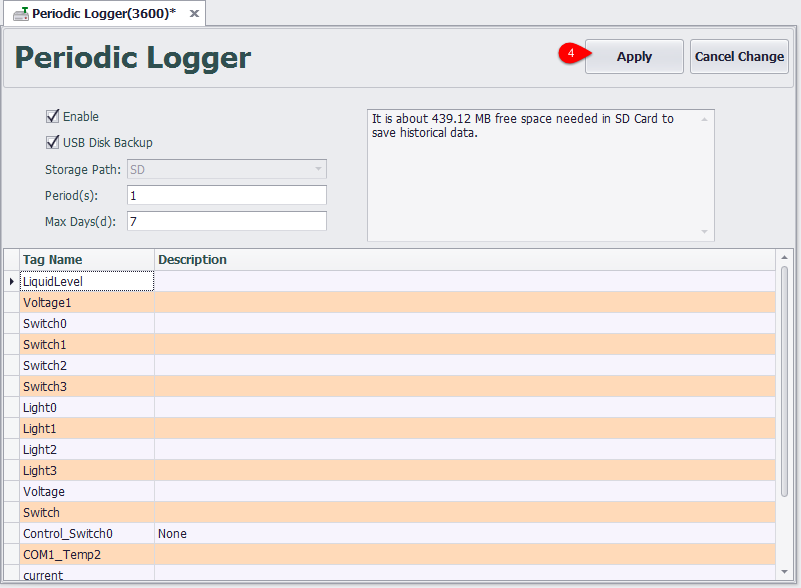 Periodic Logger(3600)*
Periodic Logger
4
Apply
Cancel Change
Enable
USB Disk Backup
Storage Path: SD
Period(s): 1
Max Days(d): 7
It is about 439.12 MB free space needed in SD Card to
save historical data.
Tag Name Description
LiquidLevel
Voltage1
Switch0
Switch1
Switch2
Switch3
Light0
Light1
Light2
Light3
Voltage
Switch
Control_Switch0 None
COM1_Temp2
current